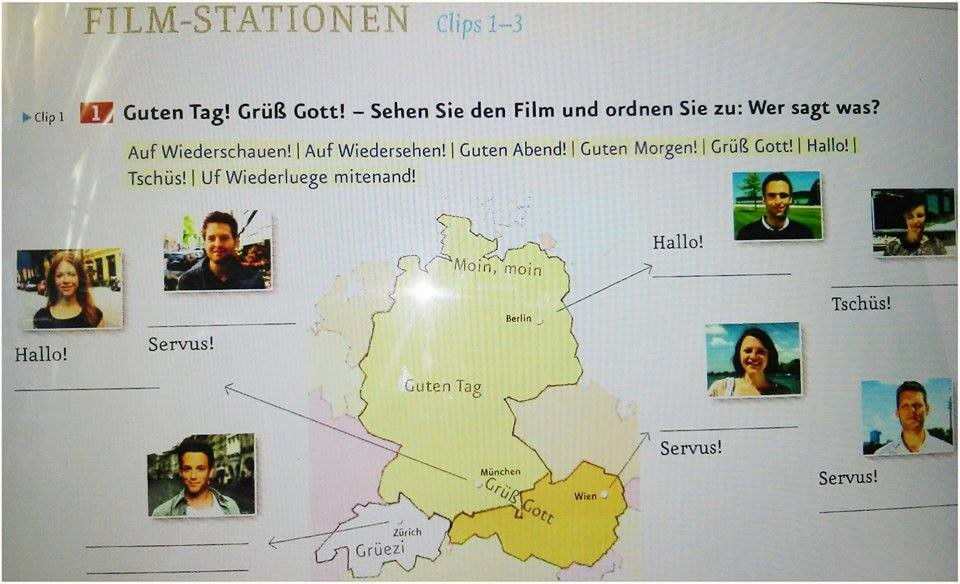 FILM-STATIONEN Clips 1–3
▶ Clip 1 1 Guten Tag! Grüß Gott! – Sehen Sie den Film und ordnen Sie zu: Wer sagt was?
Auf Wiederschauen! | Auf Wiedersehen! | Guten Abend! | Guten Morgen! | Grüß Gott! | Hallo! |
Tschüs! | Uf Wiederluege mitenand!
Hallo!
Servus!
Moin, moin
Berlin
Guten Tag
München
Grüß Gott
Wien
Zürich
Grüezi
Hallo!
Tschüs!
Servus!
Servus!